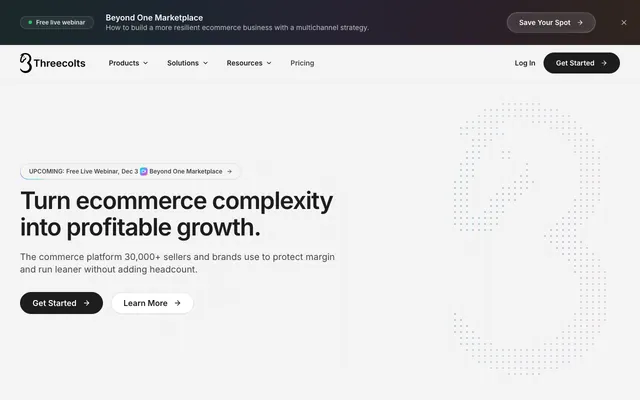 Free live webinar
Beyond One Marketplace
How to build a more resilient ecommerce business with a multichannel strategy.
Save Your Spot →
Threecolts
Products
Solutions
Resources
Pricing
Log In
Get Started →
UPCOMING: Free Live Webinar, Dec 3 Beyond One Marketplace →
Turn ecommerce complexity
into profitable growth.
The commerce platform 30,000+ sellers and brands use to protect margin
and run leaner without adding headcount.
Get Started →
Learn More →